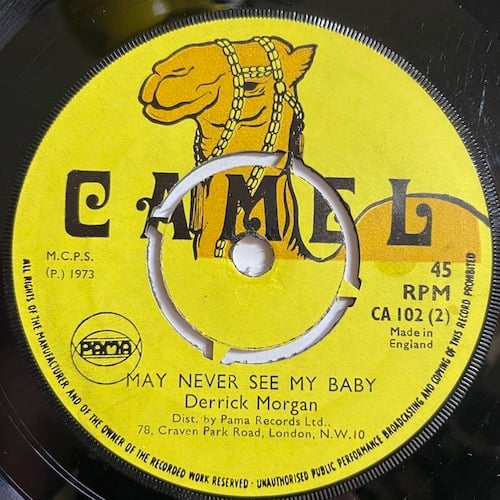 CAMEL
M.C.P.S.
(P.) 1973
45
RPM
CA 102 (2)
Made in
England
PAMA
MAY NEVER SEE MY BABY
Derrick Morgan
Dist. by Pama Records Ltd..
78, Craven Park Road, London, N.W.10
ALL RIGHTS OF THE MANUFACTURER AND OF THE OWNER OF THE RECORDED WORK RESERVED · UNAUTHORISED PUBLIC PERFORMANCE BROADCASTING AND COPYING OF THIS RECORD PROHIBITED